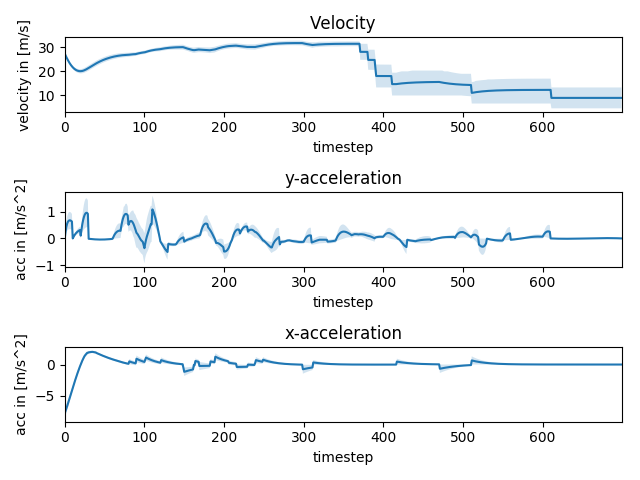 Velocity
velocity in [m/s]
30
20
10
0 100 200 300 400 500 600
timestep
y-acceleration
acc in [m/s^2]
1
0
−1
0 100 200 300 400 500 600
timestep
x-acceleration
acc in [m/s^2]
0
−5
0 100 200 300 400 500 600
timestep